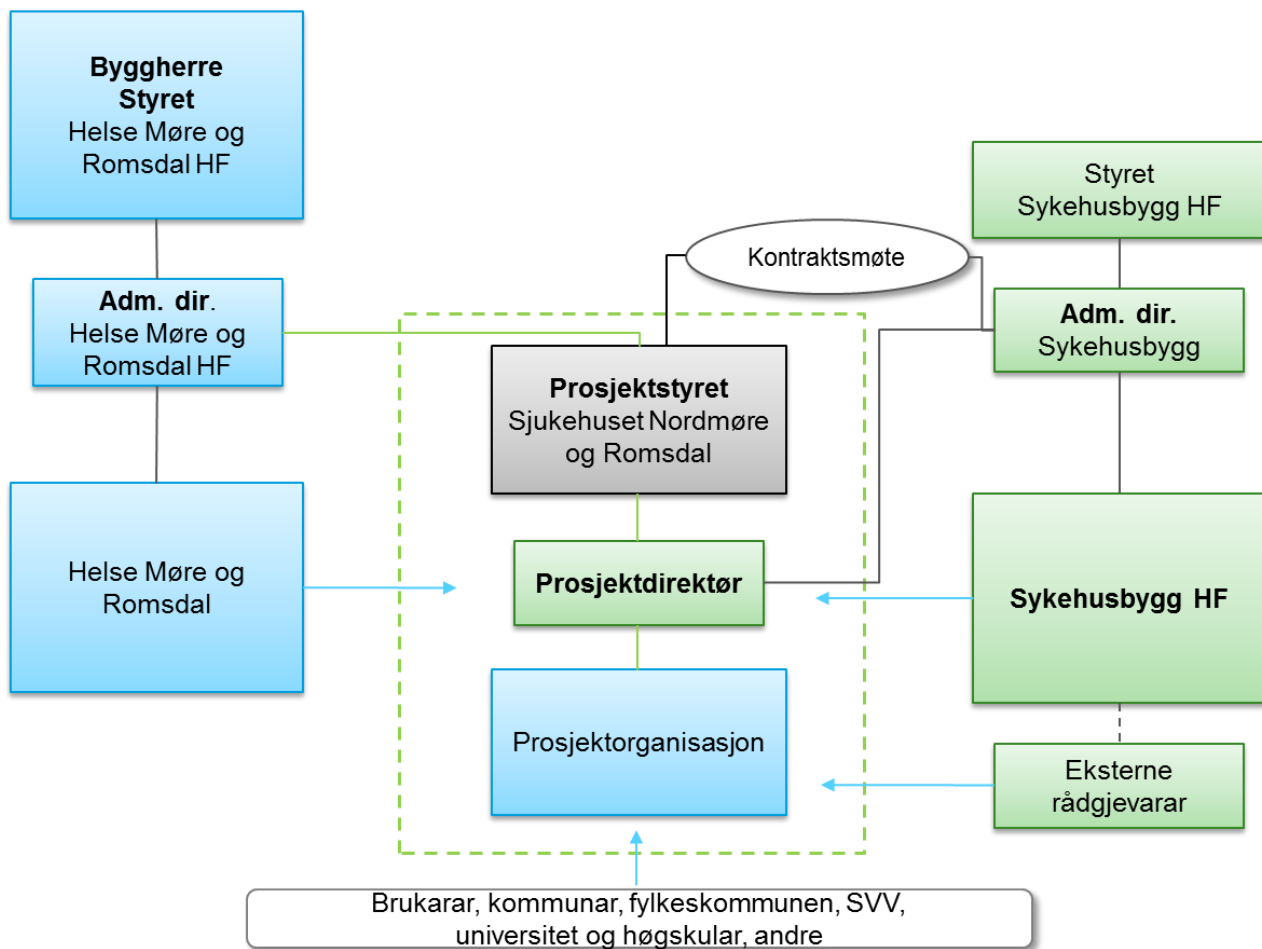 Byggherre
Styret
Helse Møre og
Romsdal HF
Styret
Sykehusbygg HF
Kontraktsmøte
Adm. dir.
Helse Møre og
Romsdal HF
Adm. dir.
Sykehusbygg
Prosjektstyret
Sjukehuset Nordmøre
og Romsdal
Helse Møre og
Romsdal
Prosjektdirektør
Sykehusbygg HF
Prosjektorganisasjon
Eksterne
rådgjevarar
Brukarar, kommunar, fylkeskommunen, SVV,
universitet og høgskular, andre